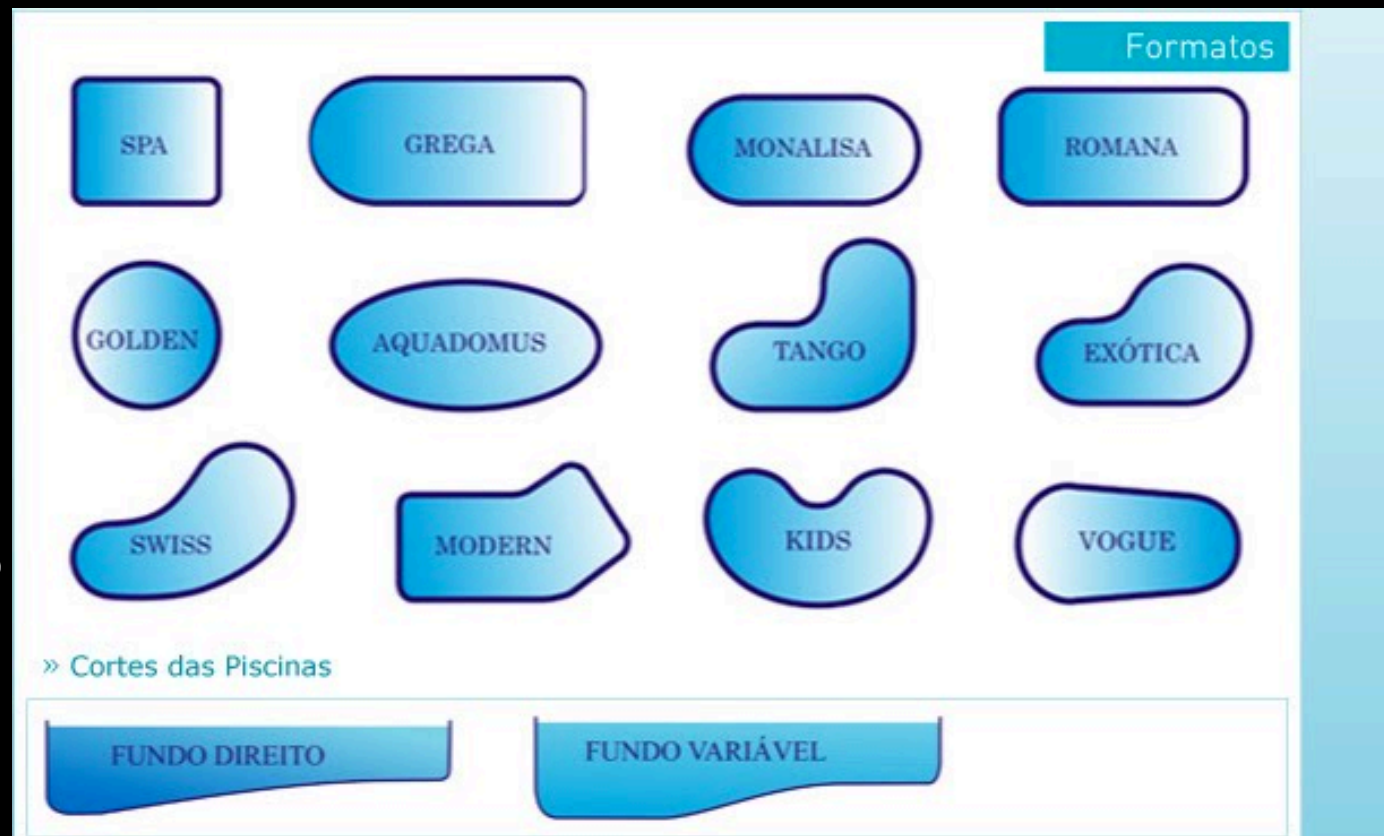 Formatos
SPA
GREGA
MONALISA
ROMANA
GOLDEN
AQUADOMUS
TANGO
EXÓTICA
SWISS
MODERN
KIDS
VOGUE
» Cortes das Piscinas
FUNDO DIREITO
FUNDO VARIÁVEL